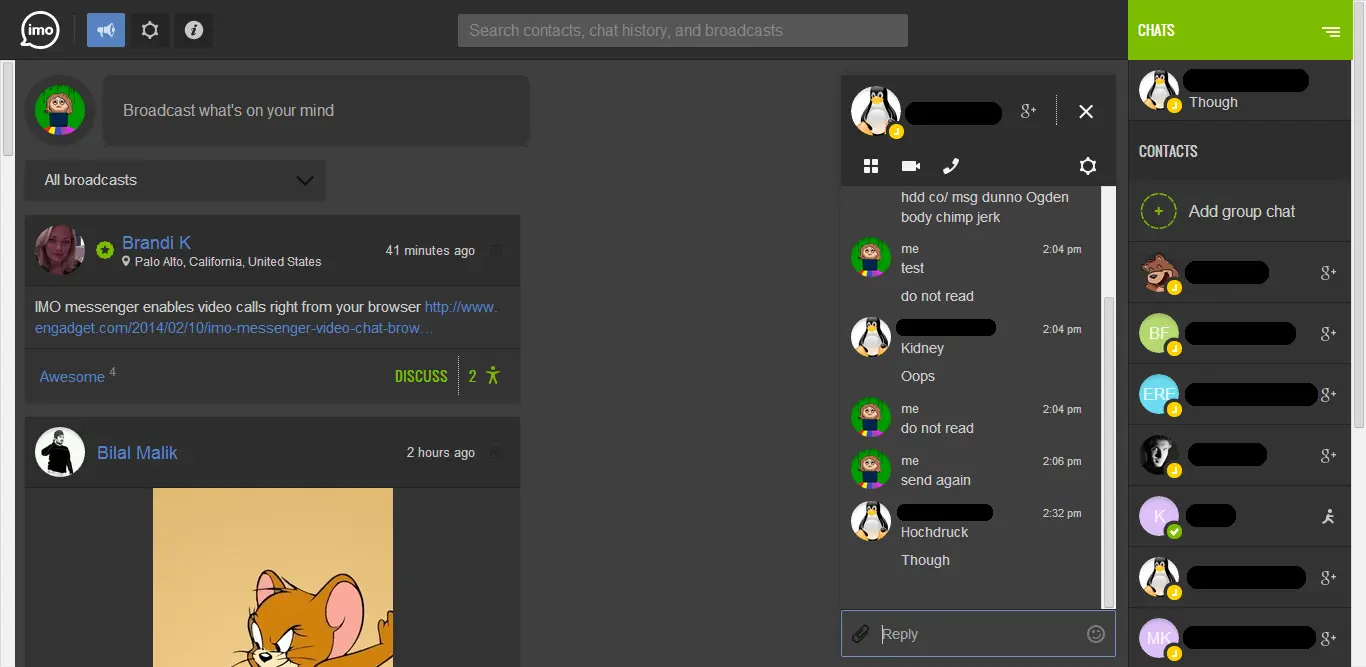 imo
Search contacts, chat history, and broadcasts
CHATS
Broadcast what's on your mind
All broadcasts
Brandi K
41 minutes ago
Palo Alto, California, United States
IMO messenger enables video calls right from your browser http://www.
engadget.com/2014/02/10/imo-messenger-video-chat-brow…
Awesome 4
DISCUSS
2
Bilal Malik
2 hours ago
g+
hdd co/ msg dunno Ogden
body chimp jerk
me
2:04 pm
test
do not read
2:04 pm
Kidney
Oops
me
2:04 pm
do not read
me
2:06 pm
send again
2:32 pm
Hochdruck
Though
Reply
Though
CONTACTS
+
Add group chat
g+
BF
g+
ERF
g+
g+
K
g+
MK
g+